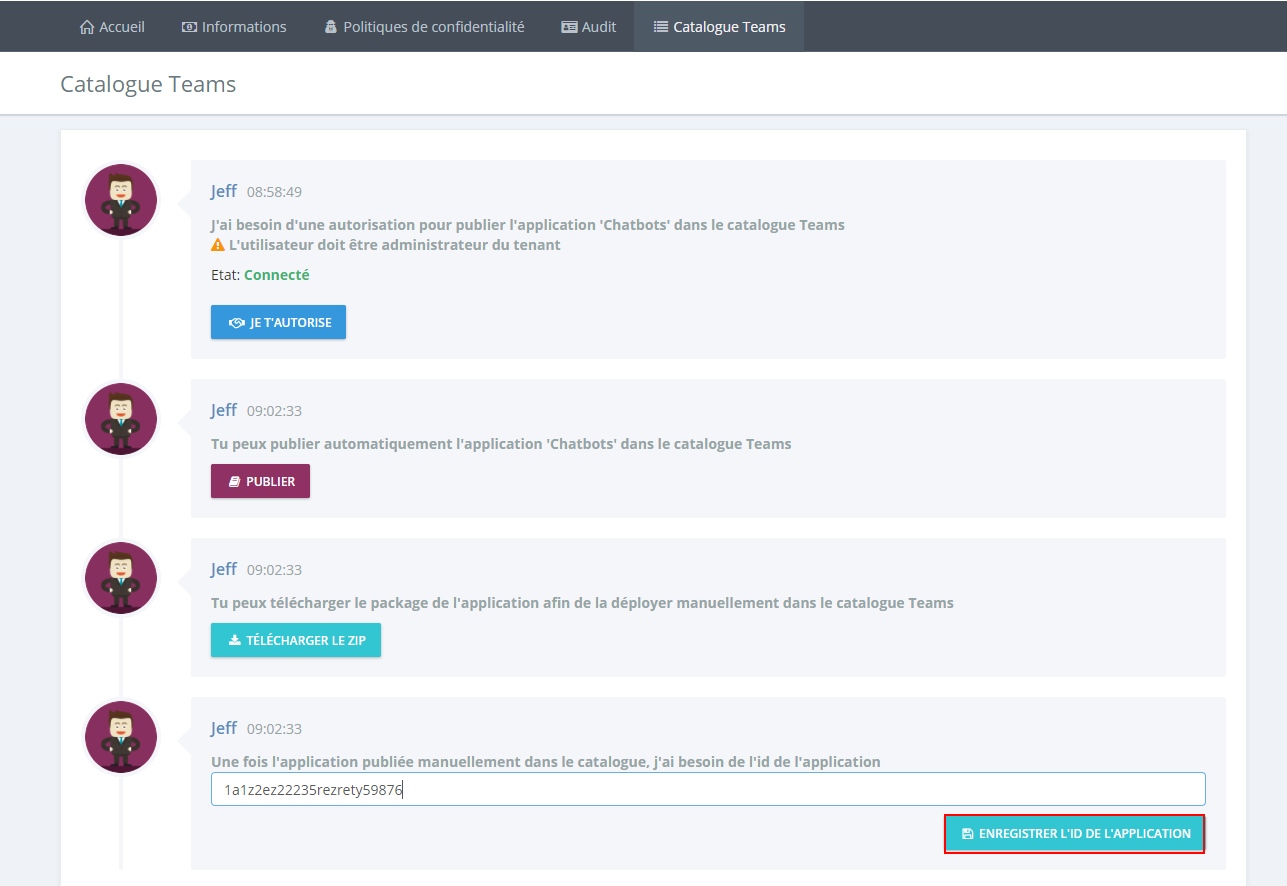 Accueil Informations Politiques de confidentialité Audit Catalogue Teams
Catalogue Teams
Jeff 08:58:49
J'ai besoin d'une autorisation pour publier l'application 'Chatbots' dans le catalogue Teams
L'utilisateur doit être administrateur du tenant
Etat: Connecté
JE T'AUTORISE
Jeff 09:02:33
Tu peux publier automatiquement l'application 'Chatbots' dans le catalogue Teams
PUBLIER
Jeff 09:02:33
Tu peux télécharger le package de l'application afin de la déployer manuellement dans le catalogue Teams
TÉLÉCHARGER LE ZIP
Jeff 09:02:33
Une fois l'application publiée manuellement dans le catalogue, j'ai besoin de l'id de l'application
1a1z2ez22235rezrety59876
ENREGISTRER L'ID DE L'APPLICATION